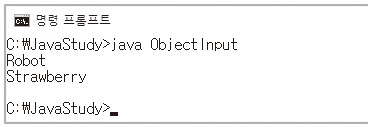 명령 프롬프트
C:₩JavaStudy>java ObjectInput
Robot
Strawberry
C:₩JavaStudy>